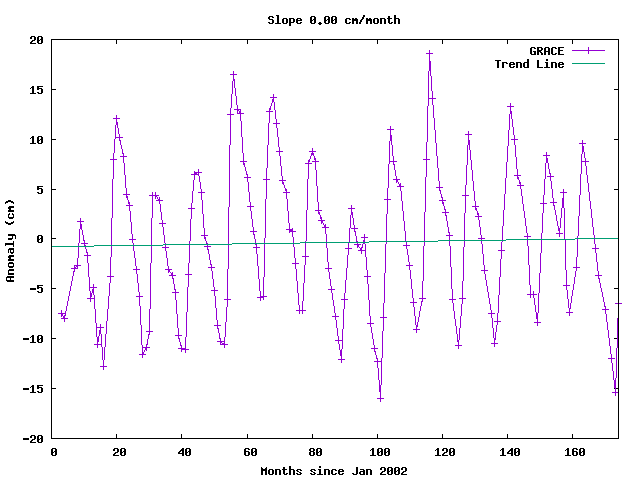 Slope 0.00 cm/month
GRACE
Trend Line
20
15
10
5
0
-5
-10
-15
-20
Anomaly (cm)
0 20 40 60 80 100 120 140 160
Months since Jan 2002